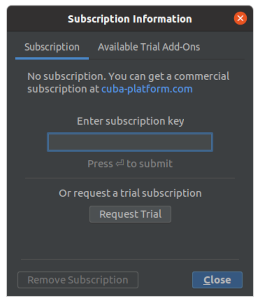 Subscription Information
Subscription
Available Trial Add-Ons
No subscription. You can get a commercial
subscription at cuba-platform.com
Enter subscription key
Press ⏎ to submit
Or request a trial subscription
Request Trial
Remove Subscription
Close